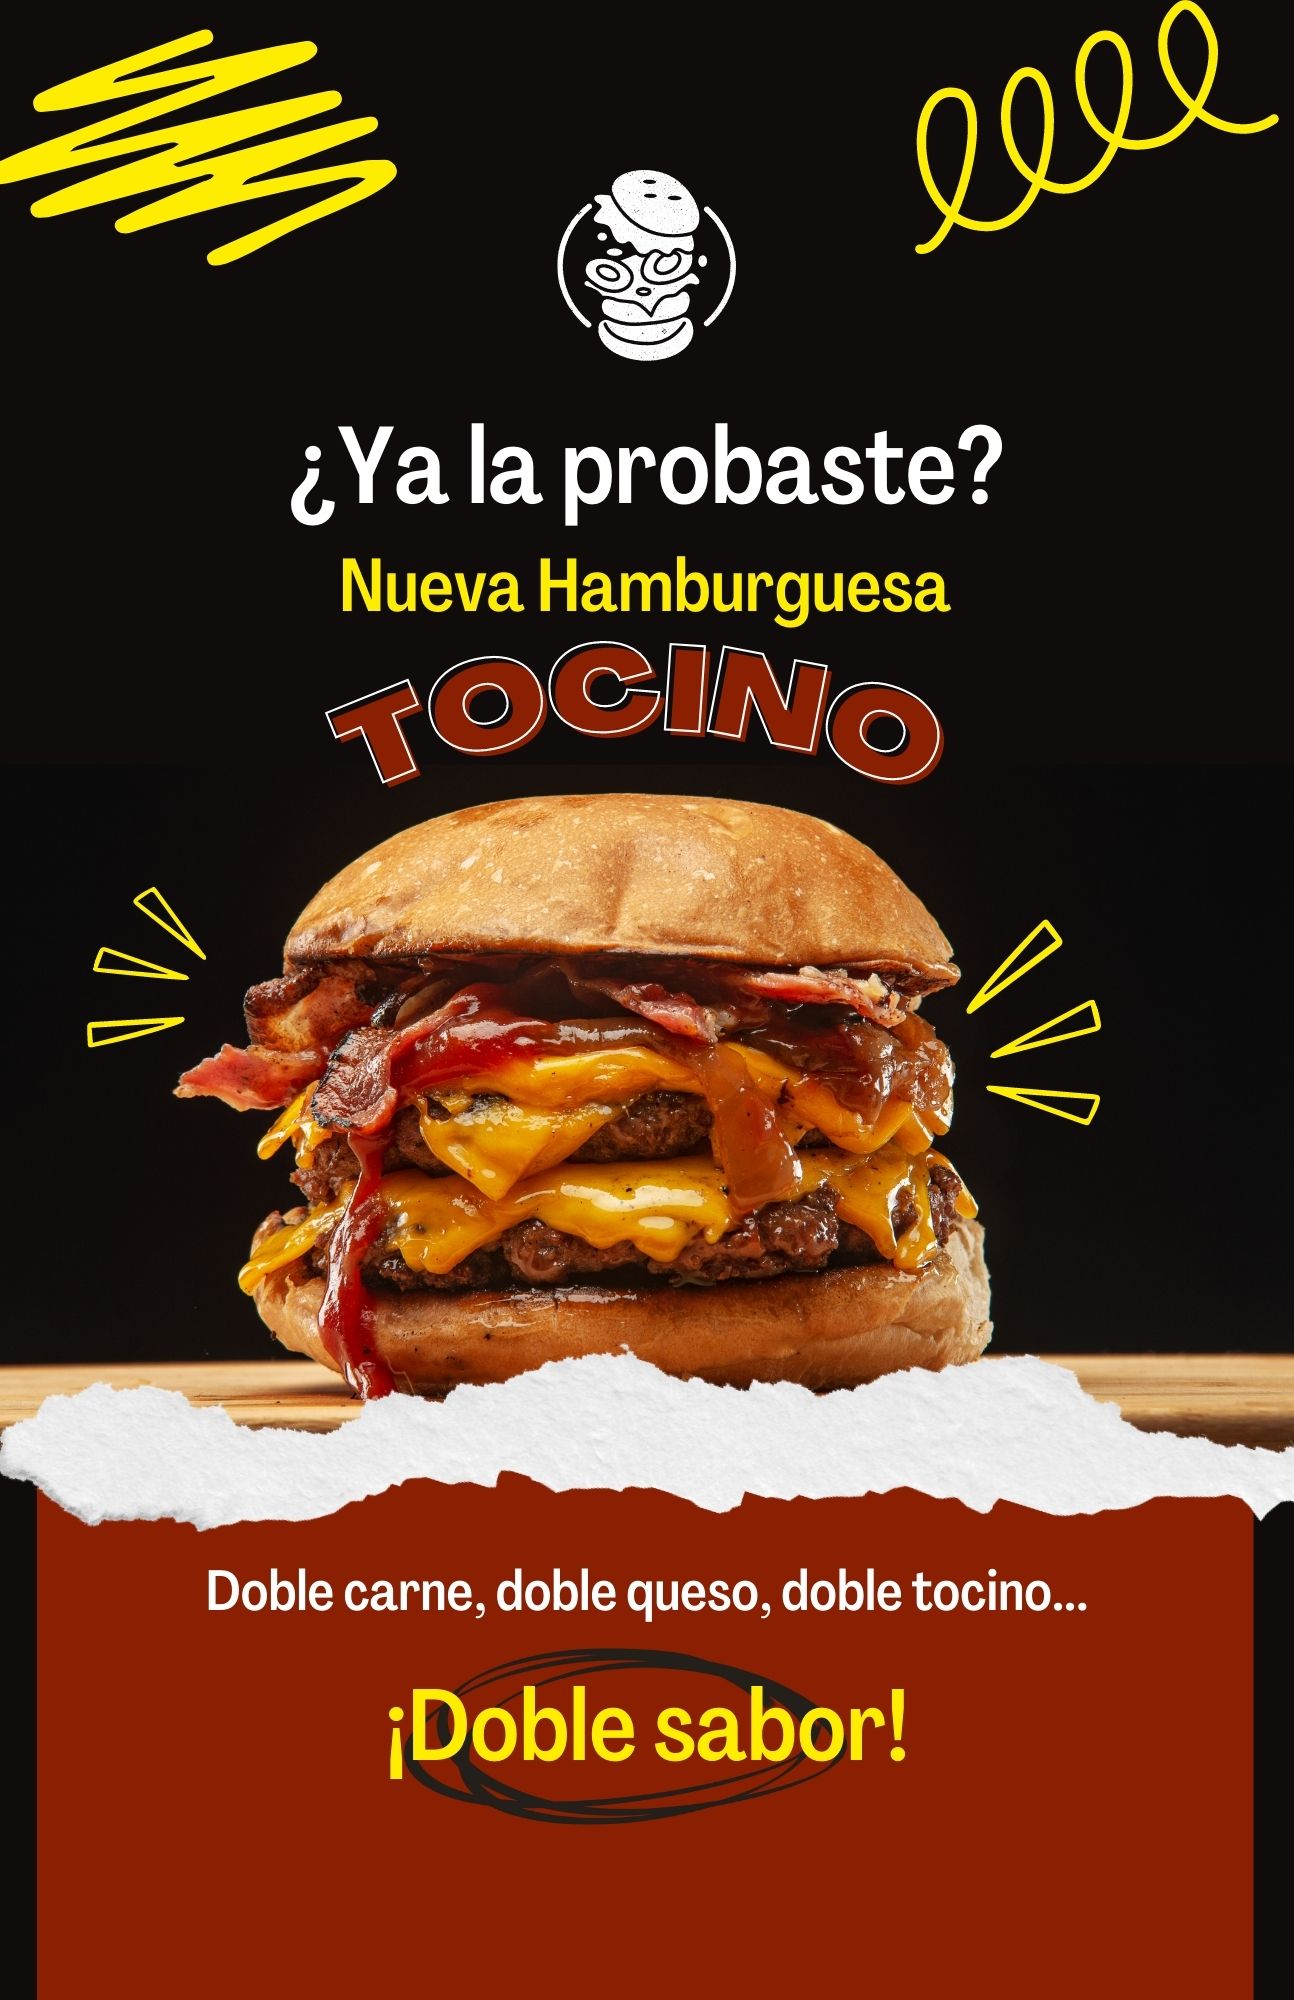 ¿Ya la probaste?
Nueva Hamburguesa
TOCINO
Doble carne, doble queso, doble tocino...
¡Doble sabor!